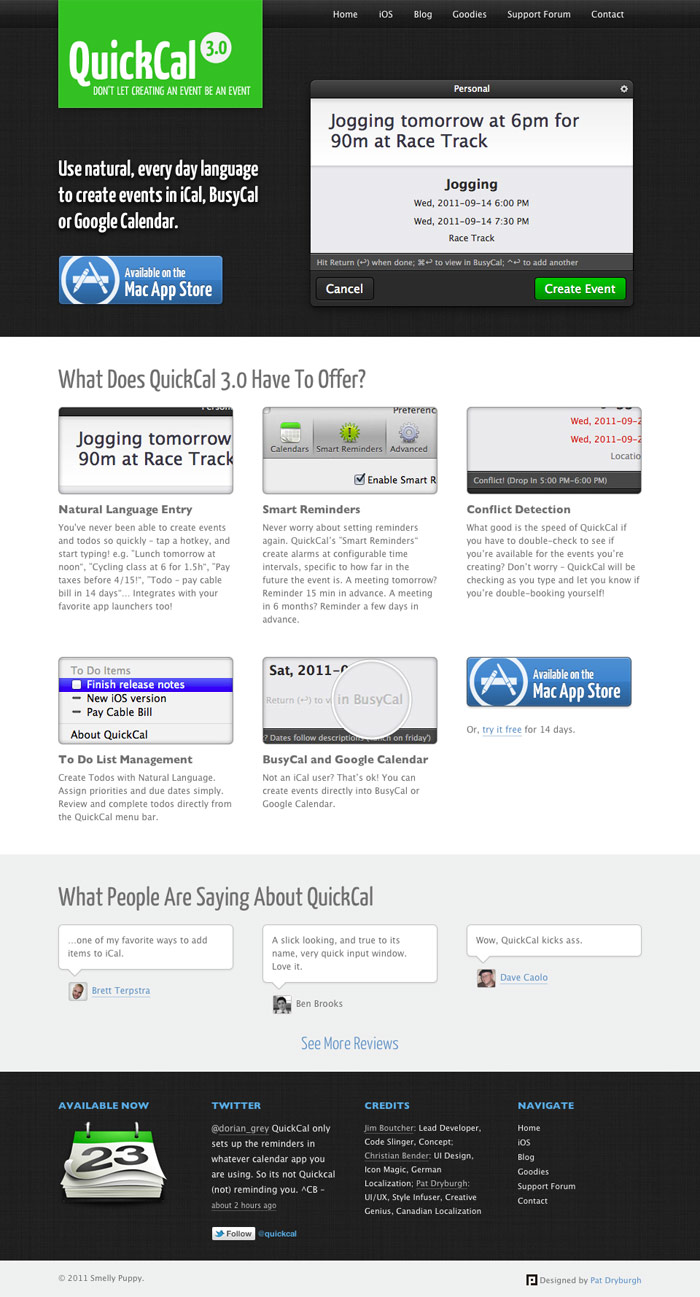 Home iOS Blog Goodies Support Forum Contact
QuickCal 3.0
DON'T LET CREATING AN EVENT BE AN EVENT
Use natural, every day language
to create events in iCal, BusyCal
or Google Calendar.
Available on the
Mac App Store
Personal
Jogging tomorrow at 6pm for
90m at Race Track
Jogging
Wed, 2011-09-14 6:00 PM
Wed, 2011-09-14 7:30 PM
Race Track
Hit Return (↩) when done; ⌘↩ to view in BusyCal; ^↩ to add another
Cancel Create Event
What Does QuickCal 3.0 Have To Offer?
Jogging tomorrow
90m at Race Track
Natural Language Entry
You've never been able to create events
and todos so quickly – tap a hotkey, and
start typing! e.g. "Lunch tomorrow at
noon", "Cycling class at 6 for 1.5h", "Pay
taxes before 4/15!", "Todo – pay cable
bill in 14 days"... Integrates with your
favorite app launchers too!
Preferenc
Calendars Smart Reminders Advanced
Enable Smart R
Smart Reminders
Never worry about setting reminders
again. QuickCal's "Smart Reminders"
create alarms at configurable time
intervals, specific to how far in the
future the event is. A meeting tomorrow?
Reminder 15 min in advance. A meeting
in 6 months? Reminder a few days in
advance.
Wed, 2011-09-2
Wed, 2011-09-2
Locatio
Conflict! (Drop In 5:00 PM-6:00 PM)
Conflict Detection
What good is the speed of QuickCal if
you have to double-check to see if
you're available for the events you're
creating? Don't worry – QuickCal will be
checking as you type and let you know if
you're double-booking yourself!
To Do Items
Finish release notes
New iOS version
Pay Cable Bill
About QuickCal
To Do List Management
Create Todos with Natural Language.
Assign priorities and due dates simply.
Review and complete todos directly from
the QuickCal menu bar.
Sat, 2011-0
Return (↩) to vi in BusyCal
? Dates follow descriptions ('lunch on friday')
BusyCal and Google Calendar
Not an iCal user? That's ok! You can
create events directly into BusyCal or
Google Calendar.
Available on the
Mac App Store
Or, try it free for 14 days.
What People Are Saying About QuickCal
...one of my favorite ways to add
items to iCal.
Brett Terpstra
A slick looking, and true to its
name, very quick input window.
Love it.
Ben Brooks
Wow, QuickCal kicks ass.
Dave Caolo
See More Reviews
AVAILABLE NOW
23
TWITTER
@dorian_grey QuickCal only
sets up the reminders in
whatever calendar app you
are using. So its not Quickcal
(not) reminding you. ^CB –
about 2 hours ago
Follow @quickcal
CREDITS
Jim Boutcher: Lead Developer,
Code Slinger, Concept;
Christian Bender: UI Design,
Icon Magic, German
Localization; Pat Dryburgh:
UI/UX, Style Infuser, Creative
Genius, Canadian Localization
NAVIGATE
Home
iOS
Blog
Goodies
Support Forum
Contact
© 2011 Smelly Puppy.
Designed by Pat Dryburgh